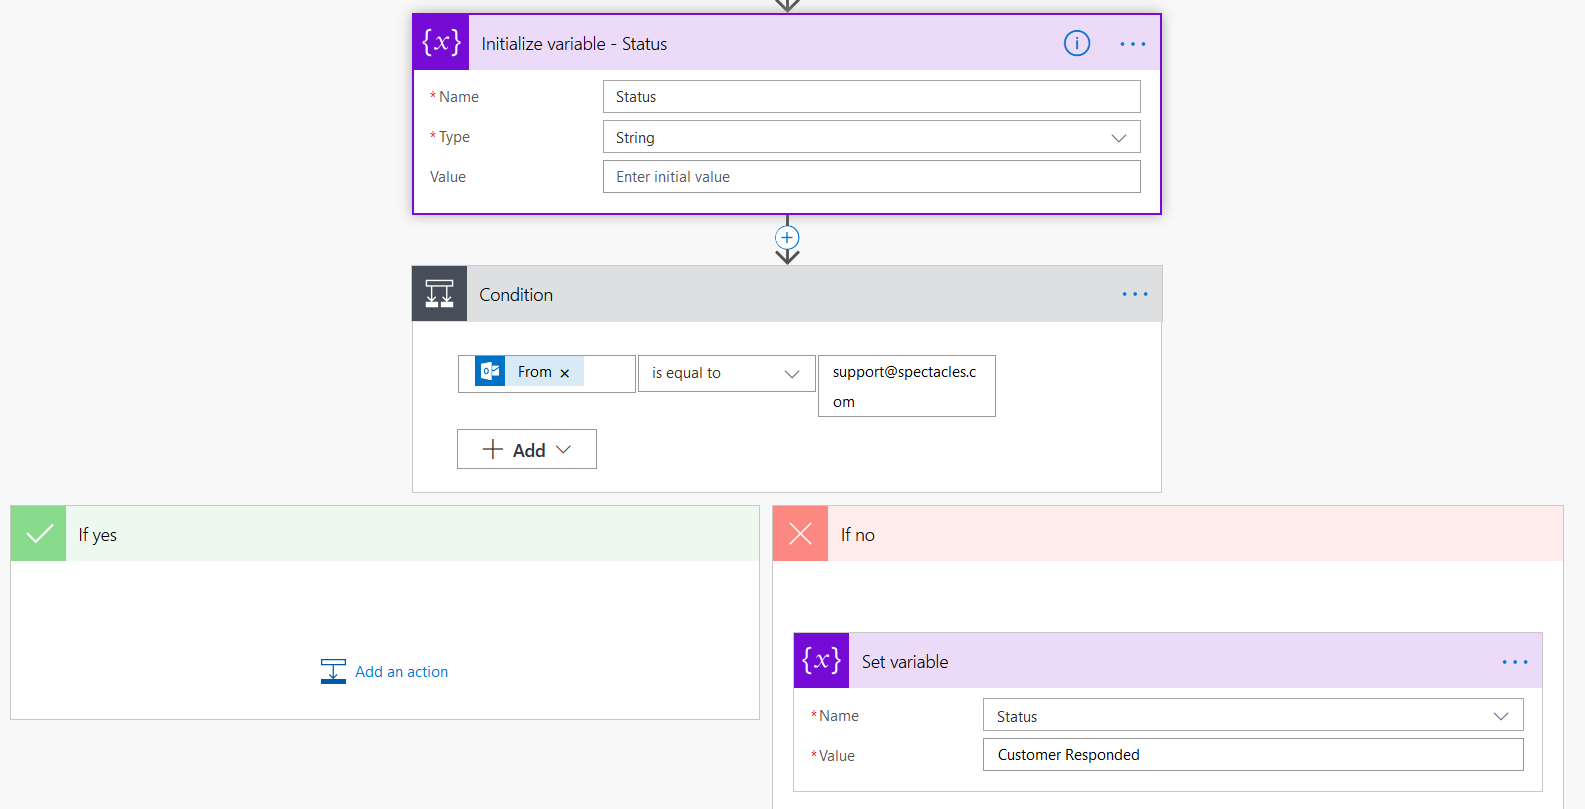 {x} Initialize variable - Status
* Name Status
* Type String
Value Enter initial value
Condition
From × is equal to support@spectacles.c
om
+ Add
If yes
If no
Add an action
{x} Set variable
* Name Status
* Value Customer Responded